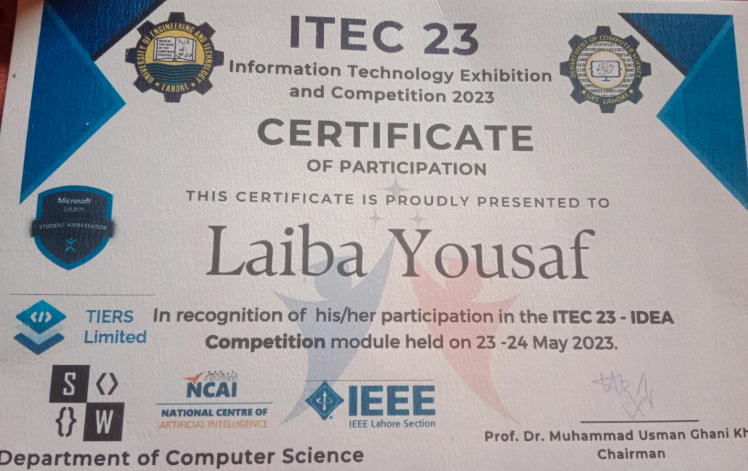 ITEC 23
Information Technology Exhibition
and Competition 2023
UNIVERSITY OF ENGINEERING AND TECHNOLOGY
LAHORE
DEPARTMENT OF COMPUTER SCIENCE
UET LAHORE
CERTIFICATE
OF PARTICIPATION
THIS CERTIFICATE IS PROUDLY PRESENTED TO
Microsoft
Learn
STUDENT AMBASSADOR
Laiba Yousaf
</>
TIERS
Limited
In recognition of his/her participation in the ITEC 23 - IDEA
Competition module held on 23 -24 May 2023.
S <>
{} W
NCAI
NATIONAL CENTRE OF
ARTIFICIAL INTELLIGENCE
IEEE
IEEE Lahore Section
Prof. Dr. Muhammad Usman Ghani Kh
Chairman
Department of Computer Science